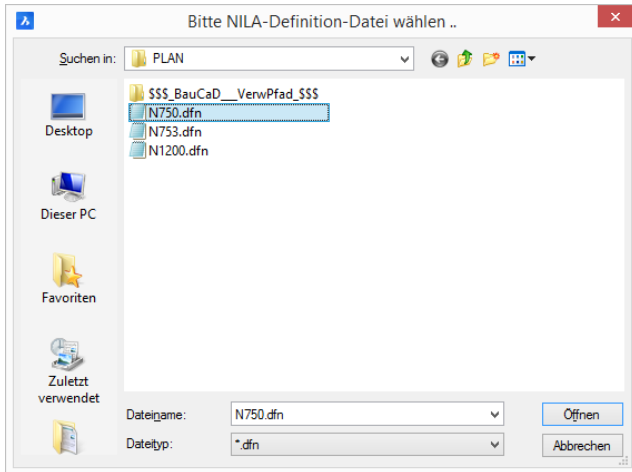 Bitte NILA-Definition-Datei wählen ..
Suchen in:
PLAN
$$$_BauCaD___VerwPfad_$$$
N750.dfn
N753.dfn
N1200.dfn
Desktop
Dieser PC
Favoriten
Zuletzt
verwendet
Dateiname:
N750.dfn
Öffnen
Dateityp:
*.dfn
Abbrechen